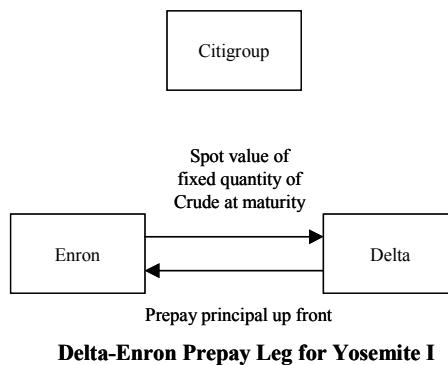 Citigroup
Spot value of
fixed quantity of
Crude at maturity
Enron
Delta
Prepay principal up front
Delta-Enron Prepay Leg for Yosemite I